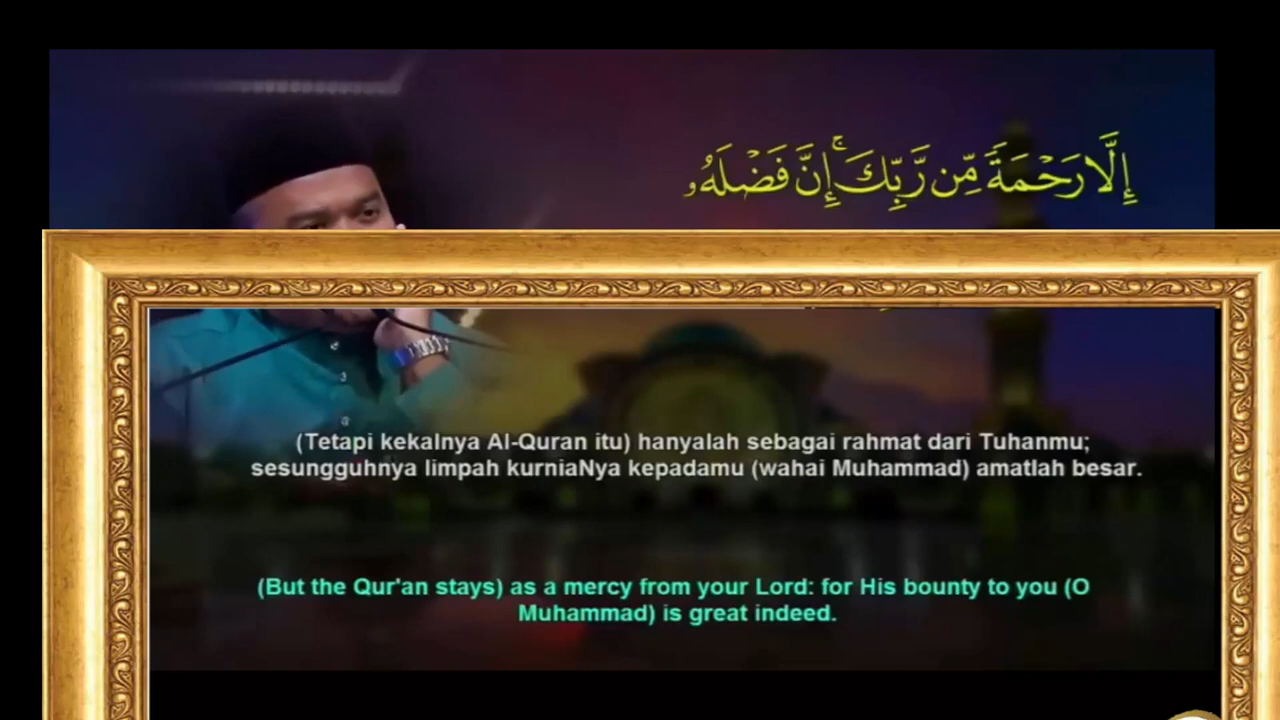 إِلَّا رَحْمَةً مِّن رَّبِّكَ ۚ إِنَّ فَضْلَهُۥ
(Tetapi kekalnya Al-Quran itu) hanyalah sebagai rahmat dari Tuhanmu;
sesungguhnya limpah kurniaNya kepadamu (wahai Muhammad) amatlah besar.
(But the Qur'an stays) as a mercy from your Lord: for His bounty to you (O
Muhammad) is great indeed.